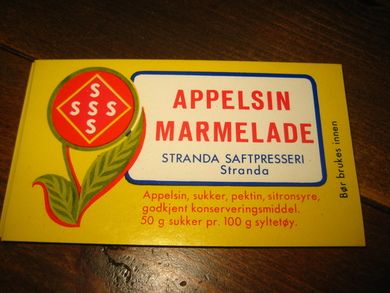 S
S S S
S
APPELSIN
MARMELADE
STRANDA SAFTPRESSERI
Stranda
Appelsin, sukker, pektin, sitronsyre,
godkjent konserveringsmiddel.
50 g sukker pr. 100 g syltetøy.
Bør brukes innen